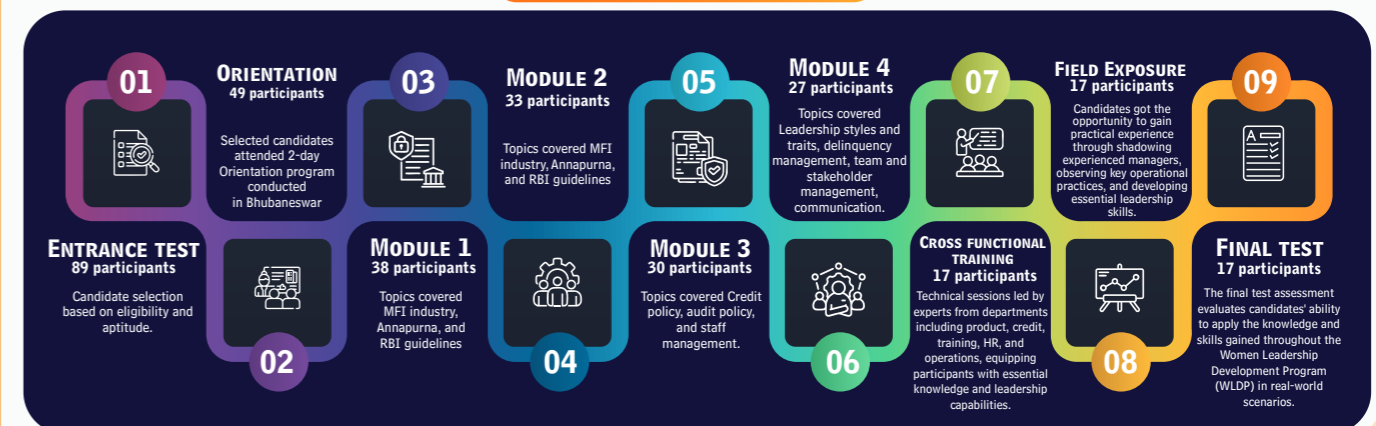 01
ENTRANCE TEST
89 participants
Candidate selection
based on eligibility and
aptitude.
ORIENTATION
49 participants
Selected candidates
attended 2-day
Orientation program
conducted
in Bhubaneswar
02
03
MODULE 1
38 participants
Topics covered
MFI industry,
Annapurna, and
RBI guidelines
MODULE 2
33 participants
Topics covered MFI
industry, Annapurna,
and RBI guidelines
04
05
MODULE 3
30 participants
Topics covered Credit
policy, audit policy,
and staff
management.
MODULE 4
27 participants
Topics covered
Leadership styles and
traits, delinquency
management, team and
stakeholder
management,
communication.
06
07
CROSS FUNCTIONAL
TRAINING
17 participants
Technical sessions led by
experts from departments
including product, credit,
training, HR, and
operations, equipping
participants with essential
knowledge and leadership
capabilities.
FIELD EXPOSURE
17 participants
Candidates got the
opportunity to gain
practical experience
through shadowing
experienced managers,
observing key operational
practices, and developing
essential leadership
skills.
08
09
A
FINAL TEST
17 participants
The final test assessment
evaluates candidates' ability
to apply the knowledge and
skills gained throughout the
Women Leadership
Development Program
(WLDP) in real-world
scenarios.